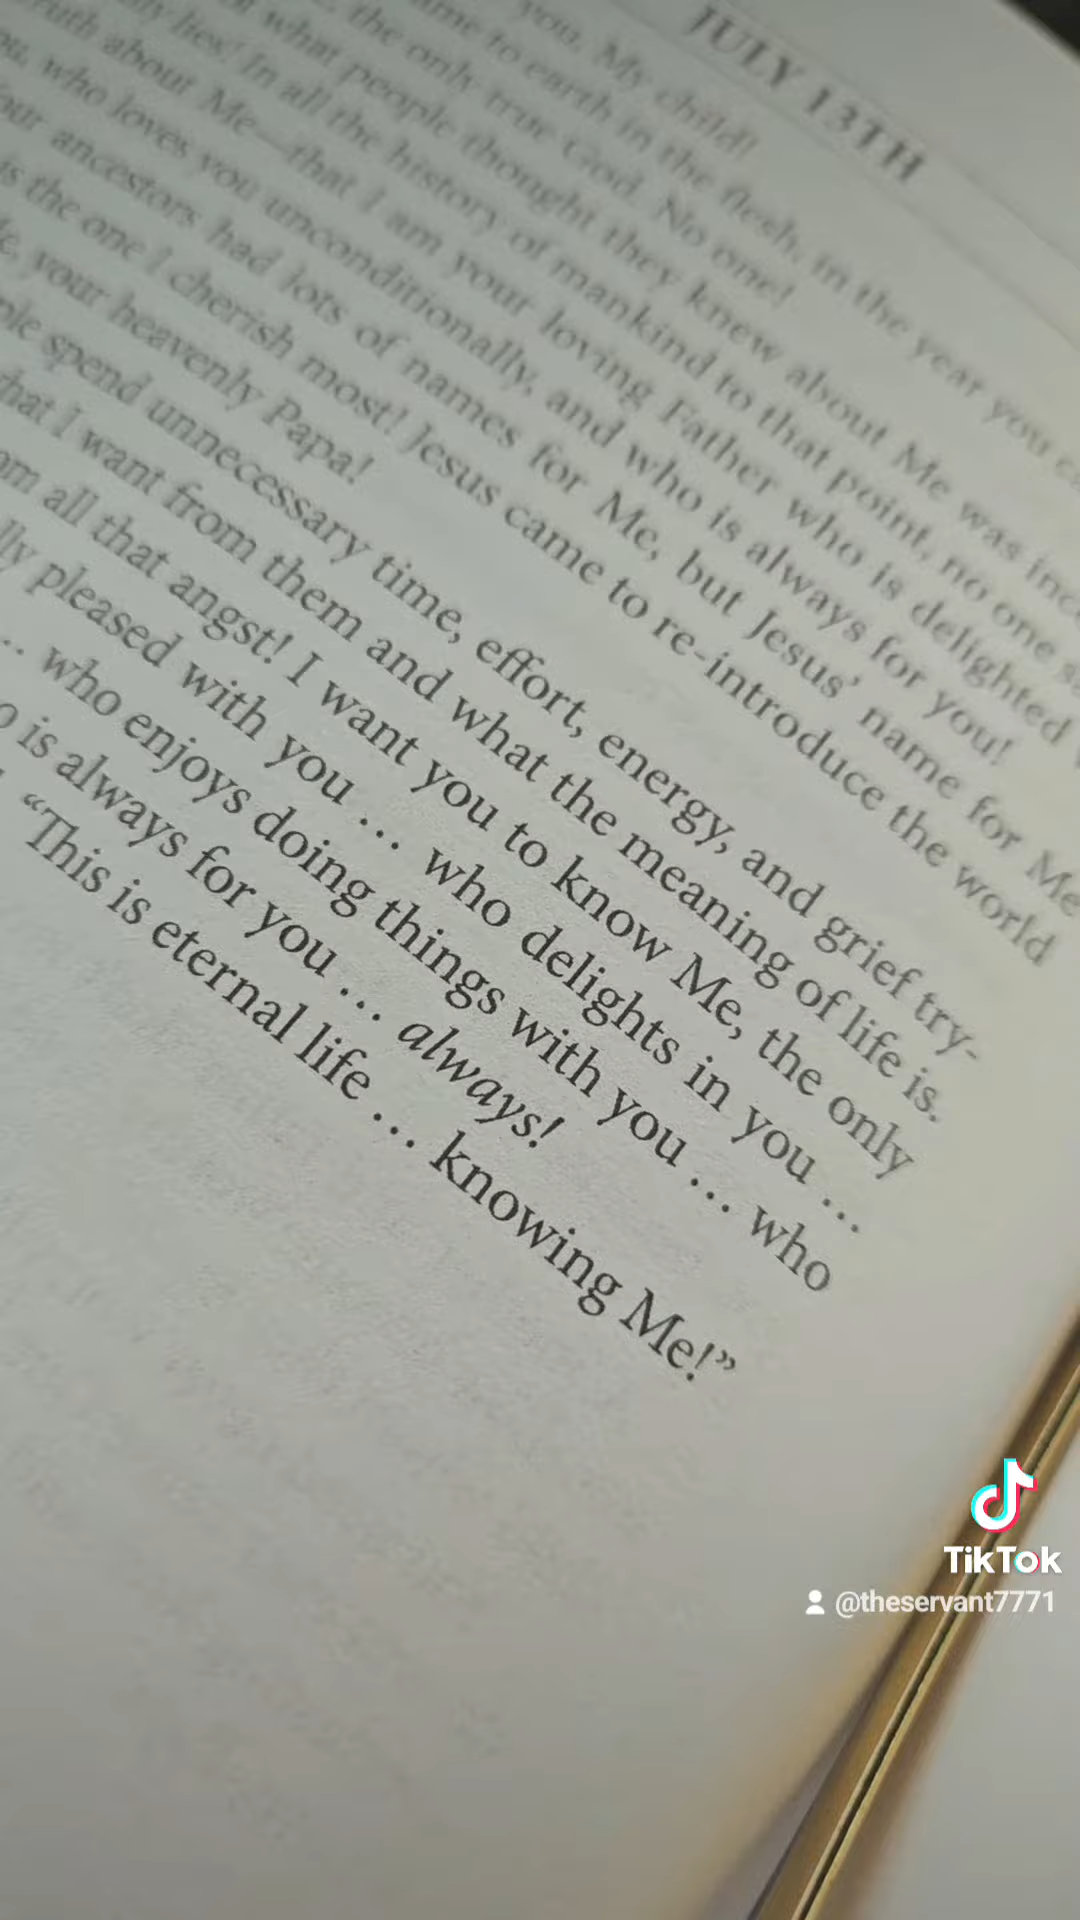 JULY 13TH
you, My child!
to earth in the flesh, in the year you
the only true God. No one!
what people thought they knew about Me was
lies! In all the history of mankind to that point, no one
truth about Me—that I am your loving Father who is delighted
who loves you unconditionally, and who is always for you!
our ancestors had lots of names for Me, but Jesus' name for Me
is the one I cherish most! Jesus came to re-introduce the world
your heavenly Papa!
spend unnecessary time, effort, energy, and grief try-
what I want from them and what the meaning of life is.
all that angst! I want you to know Me, the only
pleased with you … who delights in you …
… who enjoys doing things with you … who
is always for you … always!
“This is eternal life … knowing Me!”
TikTok
@theservant7771